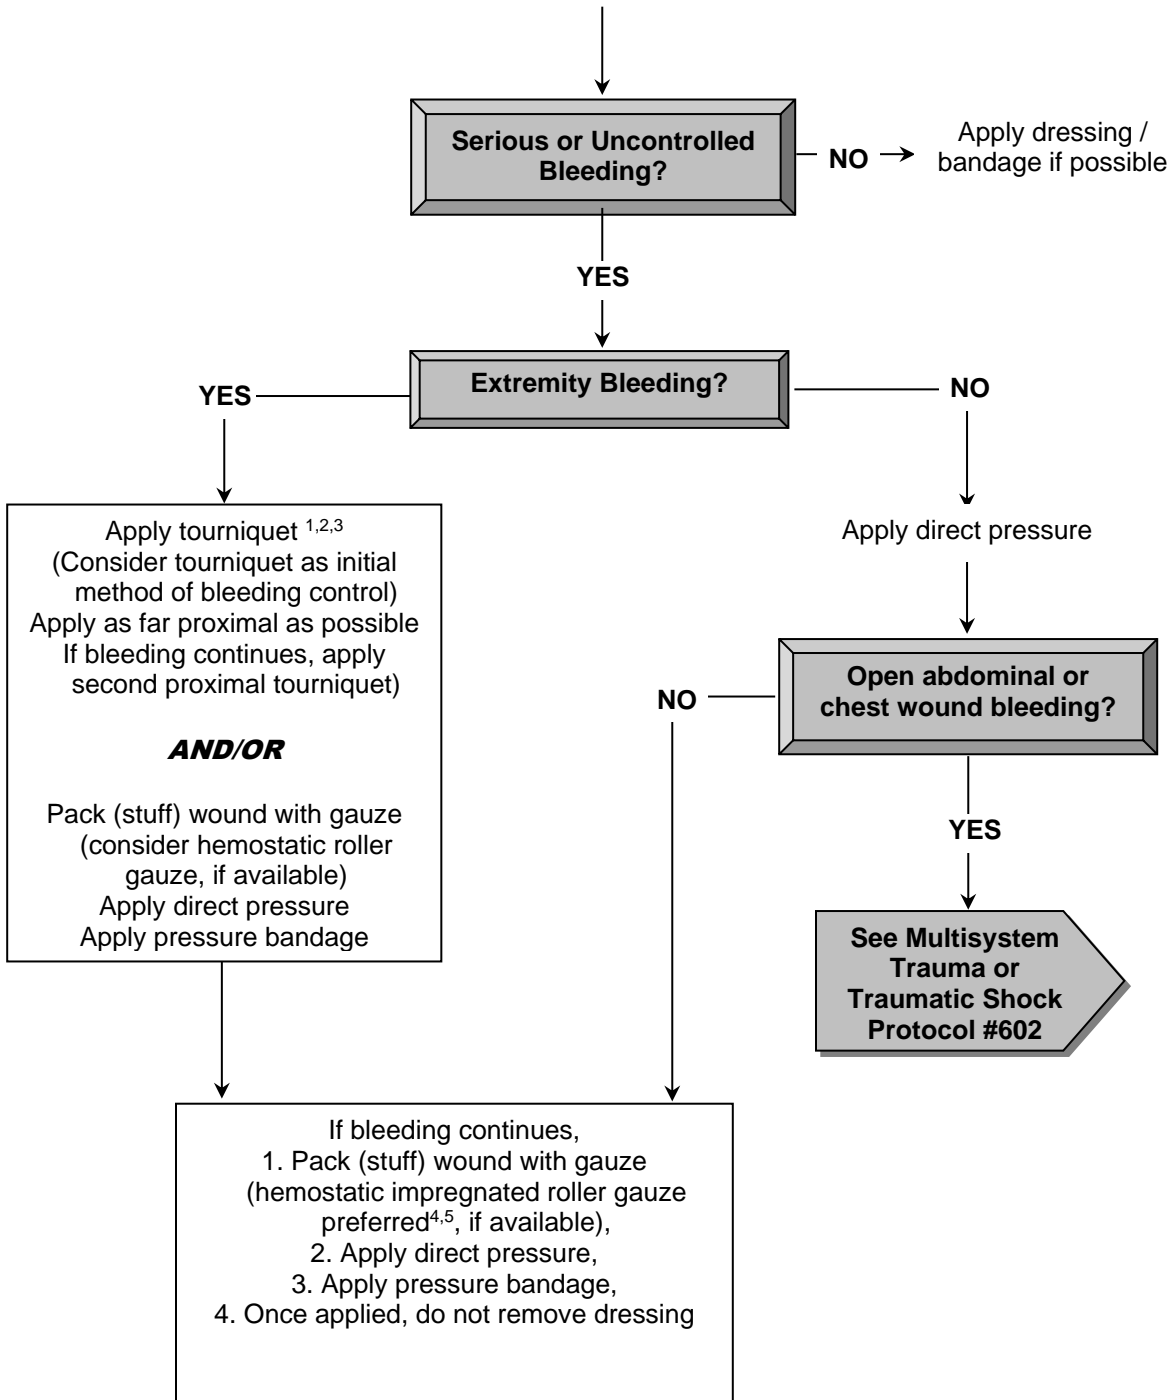 Serious or Uncontrolled
Bleeding?
NO
Apply dressing /
bandage if possible
YES
Extremity Bleeding?
YES
NO
Apply tourniquet 1,2,3
(Consider tourniquet as initial
method of bleeding control)
Apply as far proximal as possible
If bleeding continues, apply
second proximal tourniquet)
AND/OR
Pack (stuff) wound with gauze
(consider hemostatic roller
gauze, if available)
Apply direct pressure
Apply pressure bandage
Apply direct pressure
Open abdominal or
chest wound bleeding?
NO
YES
See Multisystem
Trauma or
Traumatic Shock
Protocol #602
If bleeding continues,
1. Pack (stuff) wound with gauze
(hemostatic impregnated roller gauze
preferred4,5, if available),
2. Apply direct pressure,
3. Apply pressure bandage,
4. Once applied, do not remove dressing